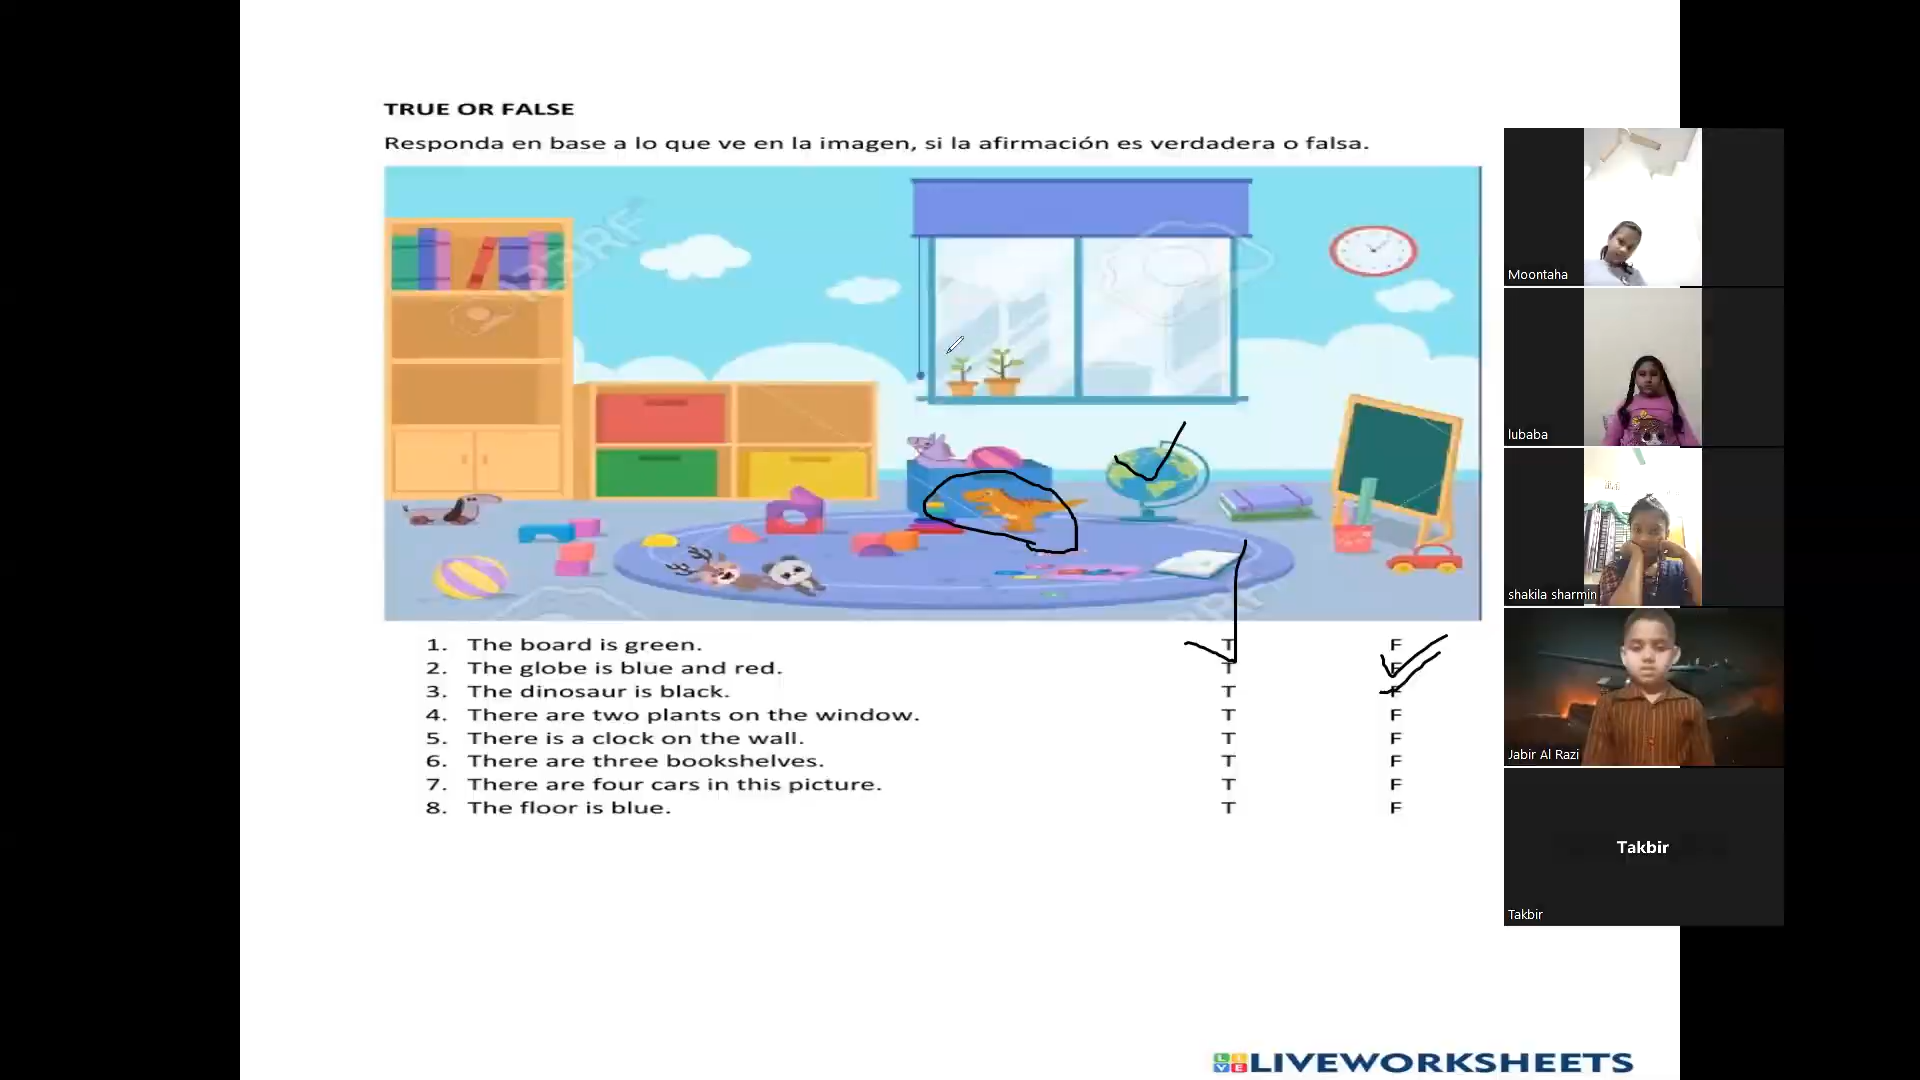 TRUE OR FALSE
Responda en base a lo que ve en la imagen, si la afirmación es verdadera o falsa.
1. The board is green. T F
2. The globe is blue and red. T F
3. The dinosaur is black. T F
4. There are two plants on the window. T F
5. There is a clock on the wall. T F
6. There are three bookshelves. T F
7. There are four cars in this picture. T F
8. The floor is blue. T F
Moontaha
lubaba
shakila sharmin
Jabir Al Razi
Takbir
Takbir
LIVE LIVEWORKSHEETS